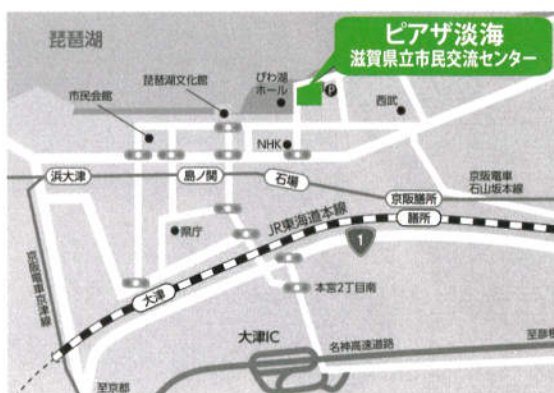 琵琶湖
ピアザ淡海
滋賀県立市民交流センター
琵琶湖文化館
びわ湖
ホール
P
市民会館
西武
NHK
浜大津
島ノ関
石場
京阪電車
石山坂本線
京阪膳所
膳所
JR東海道本線
県庁
1
京阪電車京津線
大津
本宮2丁目南
大津IC
名神高速道路
至京都